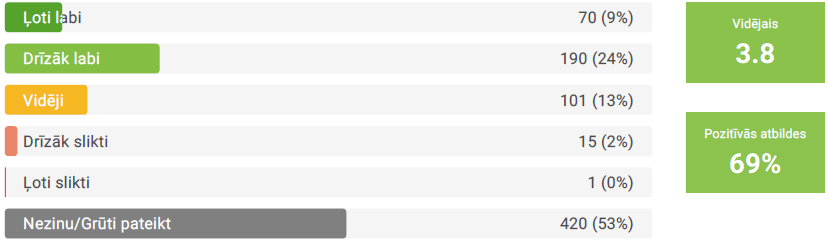 Ļoti labi 70 (9%)
Drīzāk labi 190 (24%)
Vidēji 101 (13%)
Drīzāk slikti 15 (2%)
Ļoti slikti 1 (0%)
Nezinu/Grūti pateikt 420 (53%)
Vidējais
3.8
Pozitīvās atbildes
69%